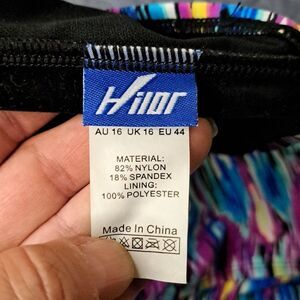 Hilor
AU 16 UK 16 EU 44
MATERIAL:
82% NYLON
18% SPANDEX
LINING:
100% POLYESTER
Made In China